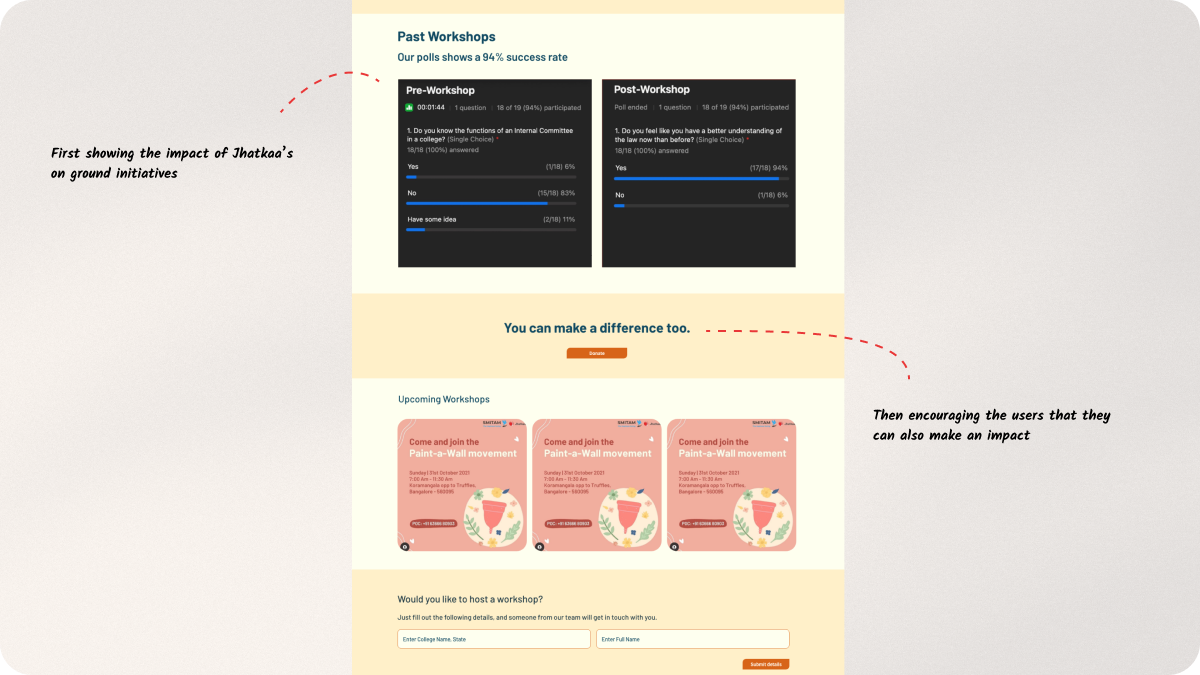 Past Workshops
Our polls shows a 94% success rate
First showing the impact of Jhatkaa's
on ground initiatives
Pre-Workshop
00:01:44 | 1 question | 18 of 19 (94%) participated
1. Do you know the functions of an Internal Committee
in a college? (Single Choice) *
18/18 (100%) answered
Yes (1/18) 6%
No (15/18) 83%
Have some idea (2/18) 11%
Post-Workshop
Poll ended | 1 question | 18 of 19 (94%) participated
1. Do you feel like you have a better understanding of
the law now than before? (Single Choice) *
18/18 (100%) answered
Yes (17/18) 94%
No (1/18) 6%
You can make a difference too.
Donate
Then encouraging the users that they
can also make an impact
Upcoming Workshops
Come and join the
Paint-a-Wall movement
Sunday | 31st October 2021
7:00 Am - 11:30 Am
Koramangala opp to Truffles,
Bangalore - 560095
Come and join the
Paint-a-Wall movement
Sunday | 31st October 2021
7:00 Am - 11:30 Am
Koramangala opp to Truffles,
Bangalore - 560095
Come and join the
Paint-a-Wall movement
Sunday | 31st October 2021
7:00 Am - 11:30 Am
Koramangala opp to Truffles,
Bangalore - 560095
Would you like to host a workshop?
Just fill out the following details, and someone from our team will get in touch with you.
Enter College Name, State
Enter Full Name
Submit details